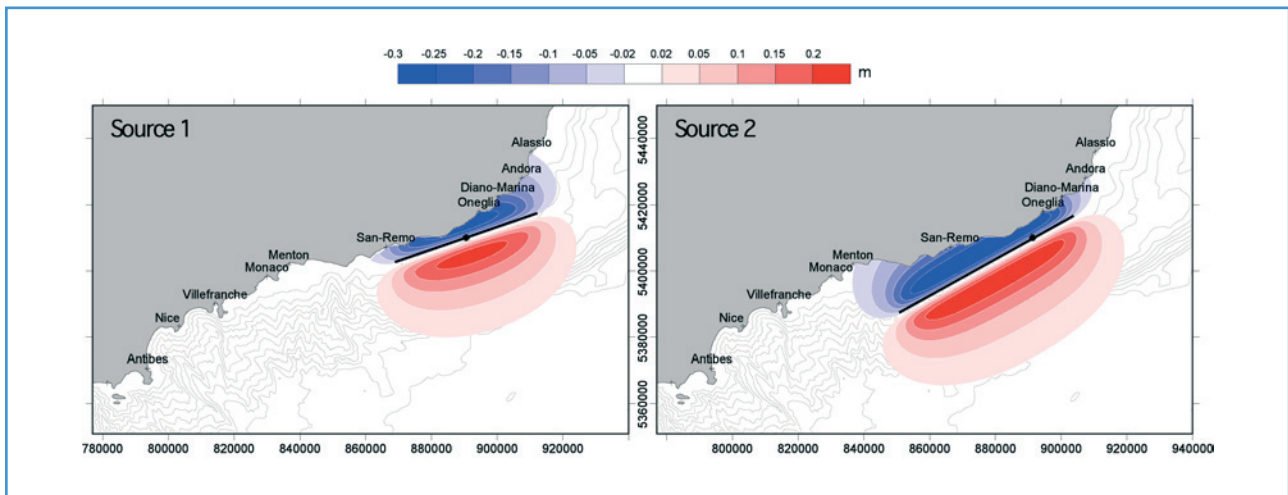 -0.3 -0.25 -0.2 -0.15 -0.1 -0.05 -0.02 0.02 0.05 0.1 0.15 0.2
m
Source 1
Alassio
Andora
Diano-Marina
Oneglia
San-Remo
Menton
Monaco
Villefranche
Nice
Antibes
780000 800000 820000 840000 860000 880000 900000 920000
5440000
5420000
5400000
5380000
5360000
Source 2
Alassio
Andora
Diano-Marina
Oneglia
San-Remo
Menton
Monaco
Villefranche
Nice
Antibes
800000 820000 840000 860000 880000 900000 920000 940000